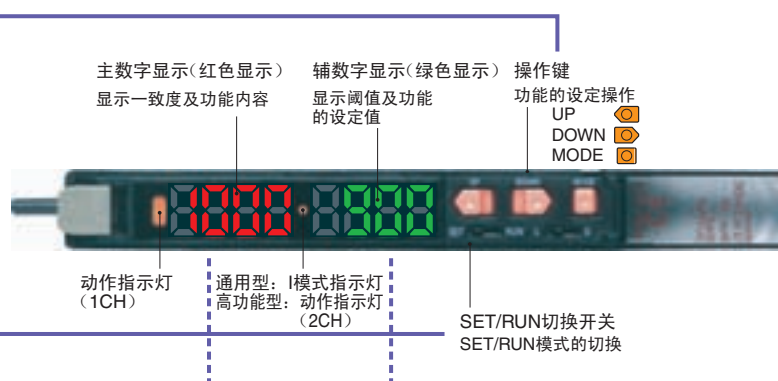 主数字显示(红色显示)
显示一致度及功能内容
辅数字显示(绿色显示)
显示阈值及功能
的设定值
操作键
功能的设定操作
UP
DOWN
MODE
1000
900
SET RUN
动作指示灯
(1CH)
通用型：I模式指示灯
高功能型：动作指示灯
(2CH)
SET/RUN切换开关
SET/RUN模式的切换